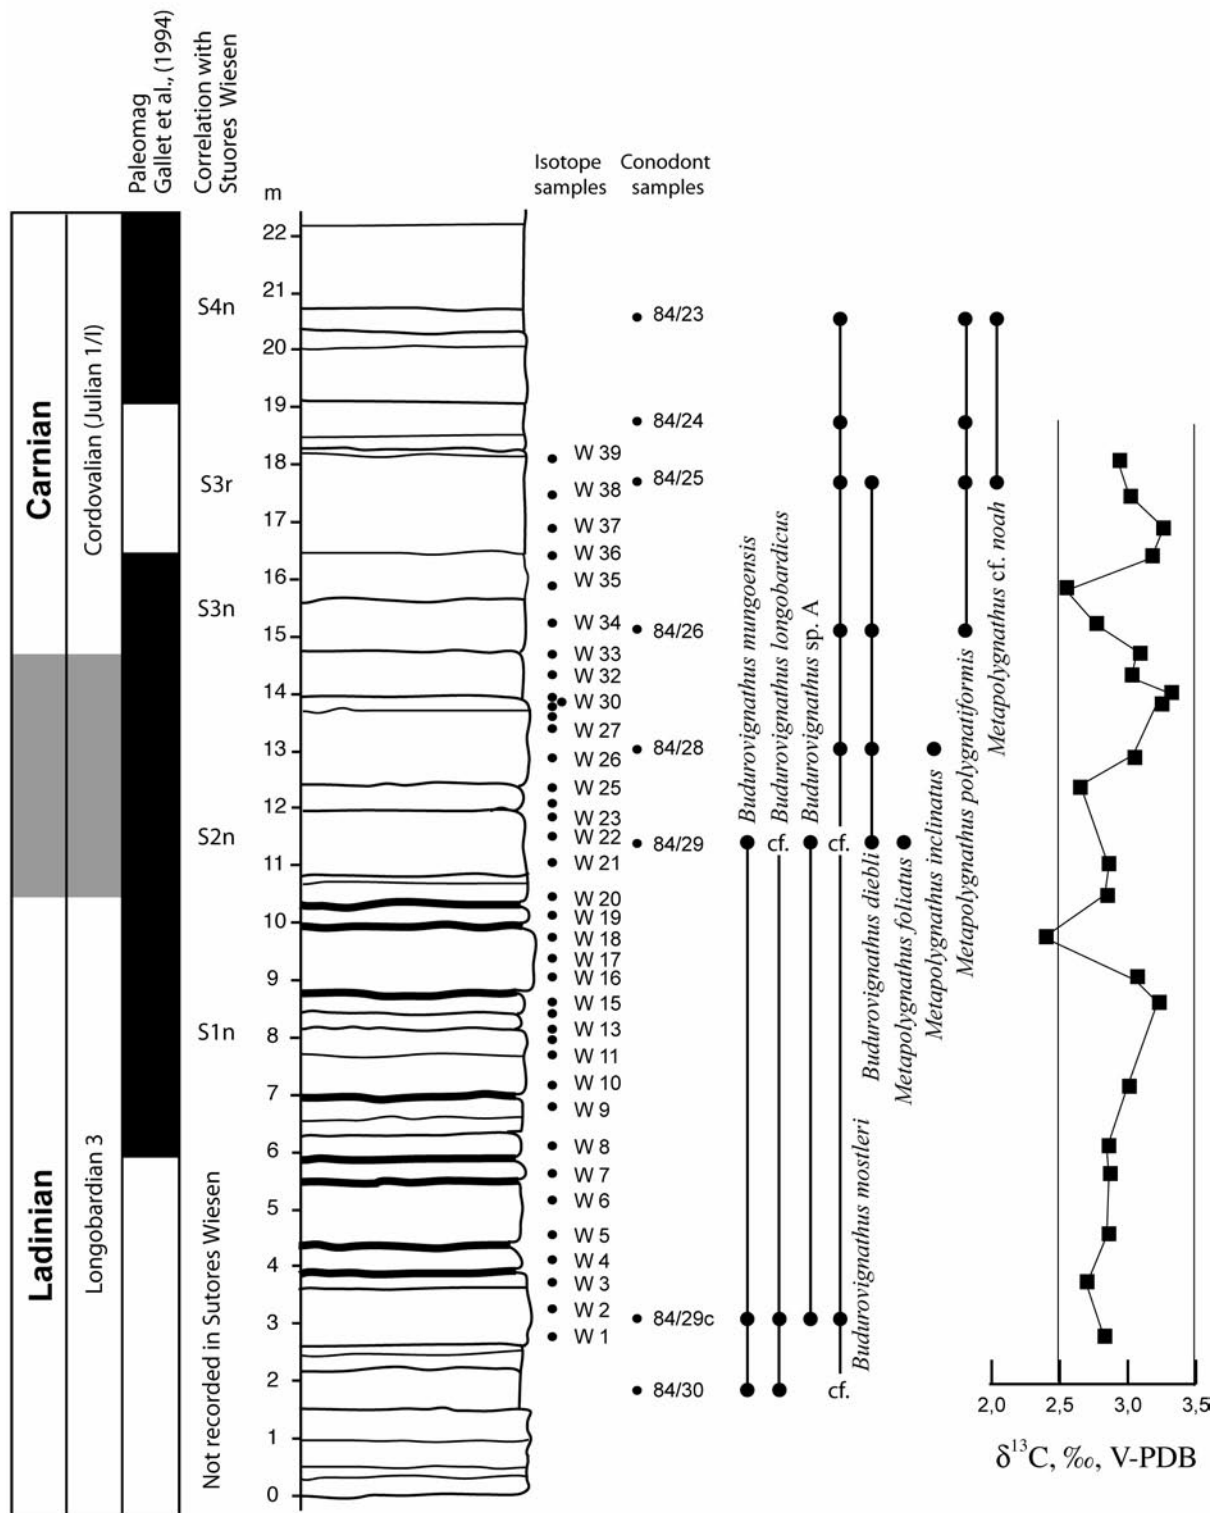 Paleomag
Gallet et al., (1994)
Correlation with
Stuores Wiesen
m
Isotope
samples
Conodont
samples
Carnian
Ladinian
Cordovalian (Julian 1/I)
Longobardian 3
S4n
S3r
S3n
S2n
S1n
Not recorded in Sutores Wiesen
22
21
20
19
18
17
16
15
14
13
12
11
10
9
8
7
6
5
4
3
2
1
0
W 39
W 38
W 37
W 36
W 35
W 34
W 33
W 32
W 30
W 27
W 26
W 25
W 23
W 22
W 21
W 20
W 19
W 18
W 17
W 16
W 15
W 13
W 11
W 10
W 9
W 8
W 7
W 6
W 5
W 4
W 3
W 2
W 1
84/23
84/24
84/25
84/26
84/28
84/29
84/29c
84/30
Budurovignathus mungoensis
Budurovignathus longobardicus
Budurovignathus sp. A
Budurovignathus mostleri
Budurovignathus diebli
Metapolygnathus foliatus
Metapolygnathus inclinatus
Metapolygnathus polygnatiformis
Metapolygnathus cf. noah
cf.
cf.
cf.
2,0
2,5
3,0
3,5
δ13C, ‰, V-PDB